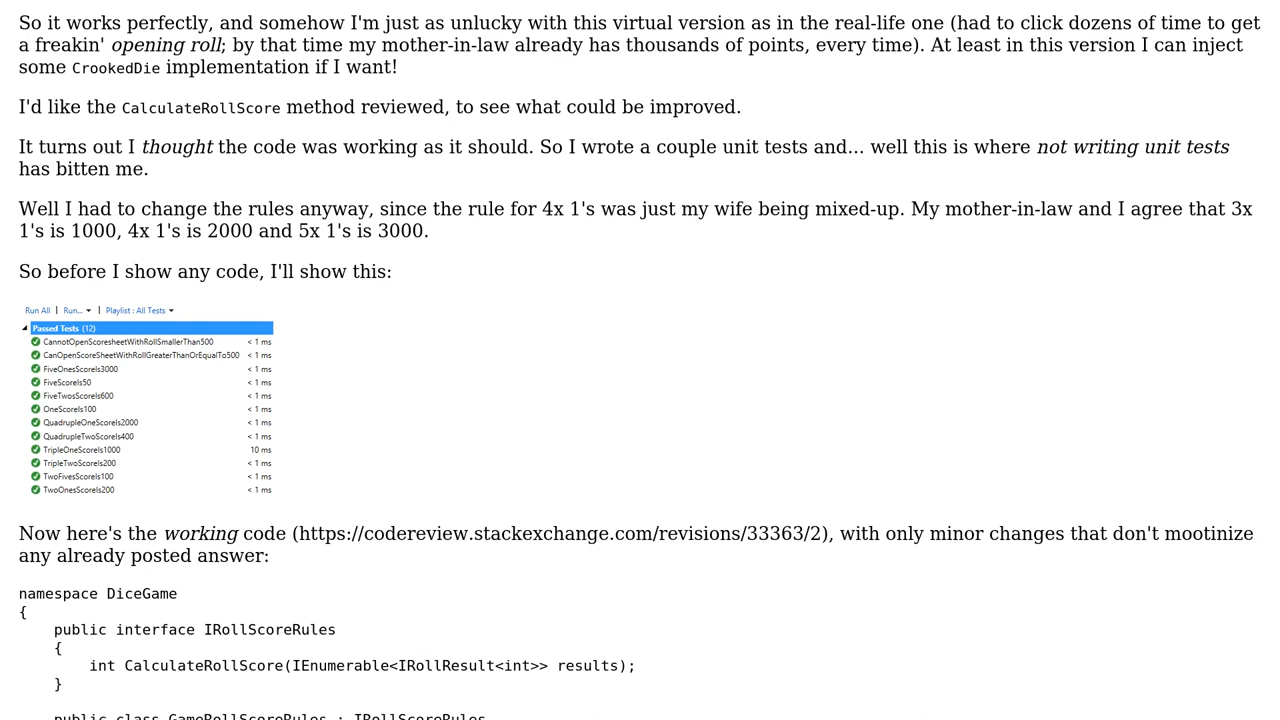 So it works perfectly, and somehow I'm just as unlucky with this virtual version as in the real-life one (had to click dozens of time to get
a freakin' opening roll; by that time my mother-in-law already has thousands of points, every time). At least in this version I can inject
some CrookedDie implementation if I want!
I'd like the CalculateRollScore method reviewed, to see what could be improved.
It turns out I thought the code was working as it should. So I wrote a couple unit tests and... well this is where not writing unit tests
has bitten me.
Well I had to change the rules anyway, since the rule for 4x 1's was just my wife being mixed-up. My mother-in-law and I agree that 3x
1's is 1000, 4x 1's is 2000 and 5x 1's is 3000.
So before I show any code, I'll show this:
Run All | Run... | Playlist : All Tests
Passed Tests (12)
CannotOpenScoresheetWithRollSmallerThan500 < 1 ms
CanOpenScoreSheetWithRollGreaterThanOrEqualTo500 < 1 ms
FiveOnesScoreIs3000 < 1 ms
FiveScoreIs50 < 1 ms
FiveTwosScoreIs600 < 1 ms
OneScoreIs100 < 1 ms
QuadrupleOneScoreIs2000 < 1 ms
QuadrupleTwoScoreIs400 < 1 ms
TripleOneScoreIs1000 10 ms
TripleTwoScoreIs200 < 1 ms
TwoFivesScoreIs100 < 1 ms
TwoOnesScoreIs200 < 1 ms
Now here's the working code (https://codereview.stackexchange.com/revisions/33363/2), with only minor changes that don't mootinize
any already posted answer:
namespace DiceGame
{
    public interface IRollScoreRules
    {
        int CalculateRollScore(IEnumerable<IRollResult<int>> results);
    }
    public class GameRollScoreRules : IRollScoreRules